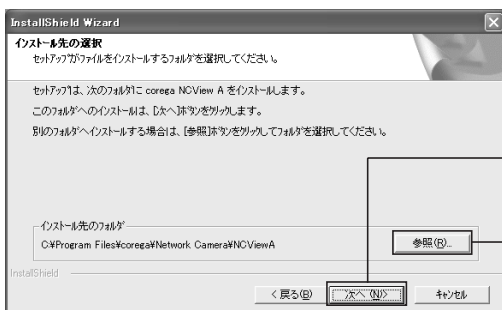 InstallShield Wizard
インストール先の選択
セットアップがファイルをインストールするフォルダを選択してください。
セットアップは、次のフォルダに corega NCView A をインストールします。
このフォルダへのインストールは、[次へ]ボタンをクリックします。
別のフォルダへインストールする場合は、[参照]ボタンをクリックしてフォルダを選択してください。
インストール先のフォルダ
C:¥Program Files¥corega¥Network Camera¥NCViewA
参照(R)...
InstallShield
< 戻る(B)
次へ(N)>
キャンセル